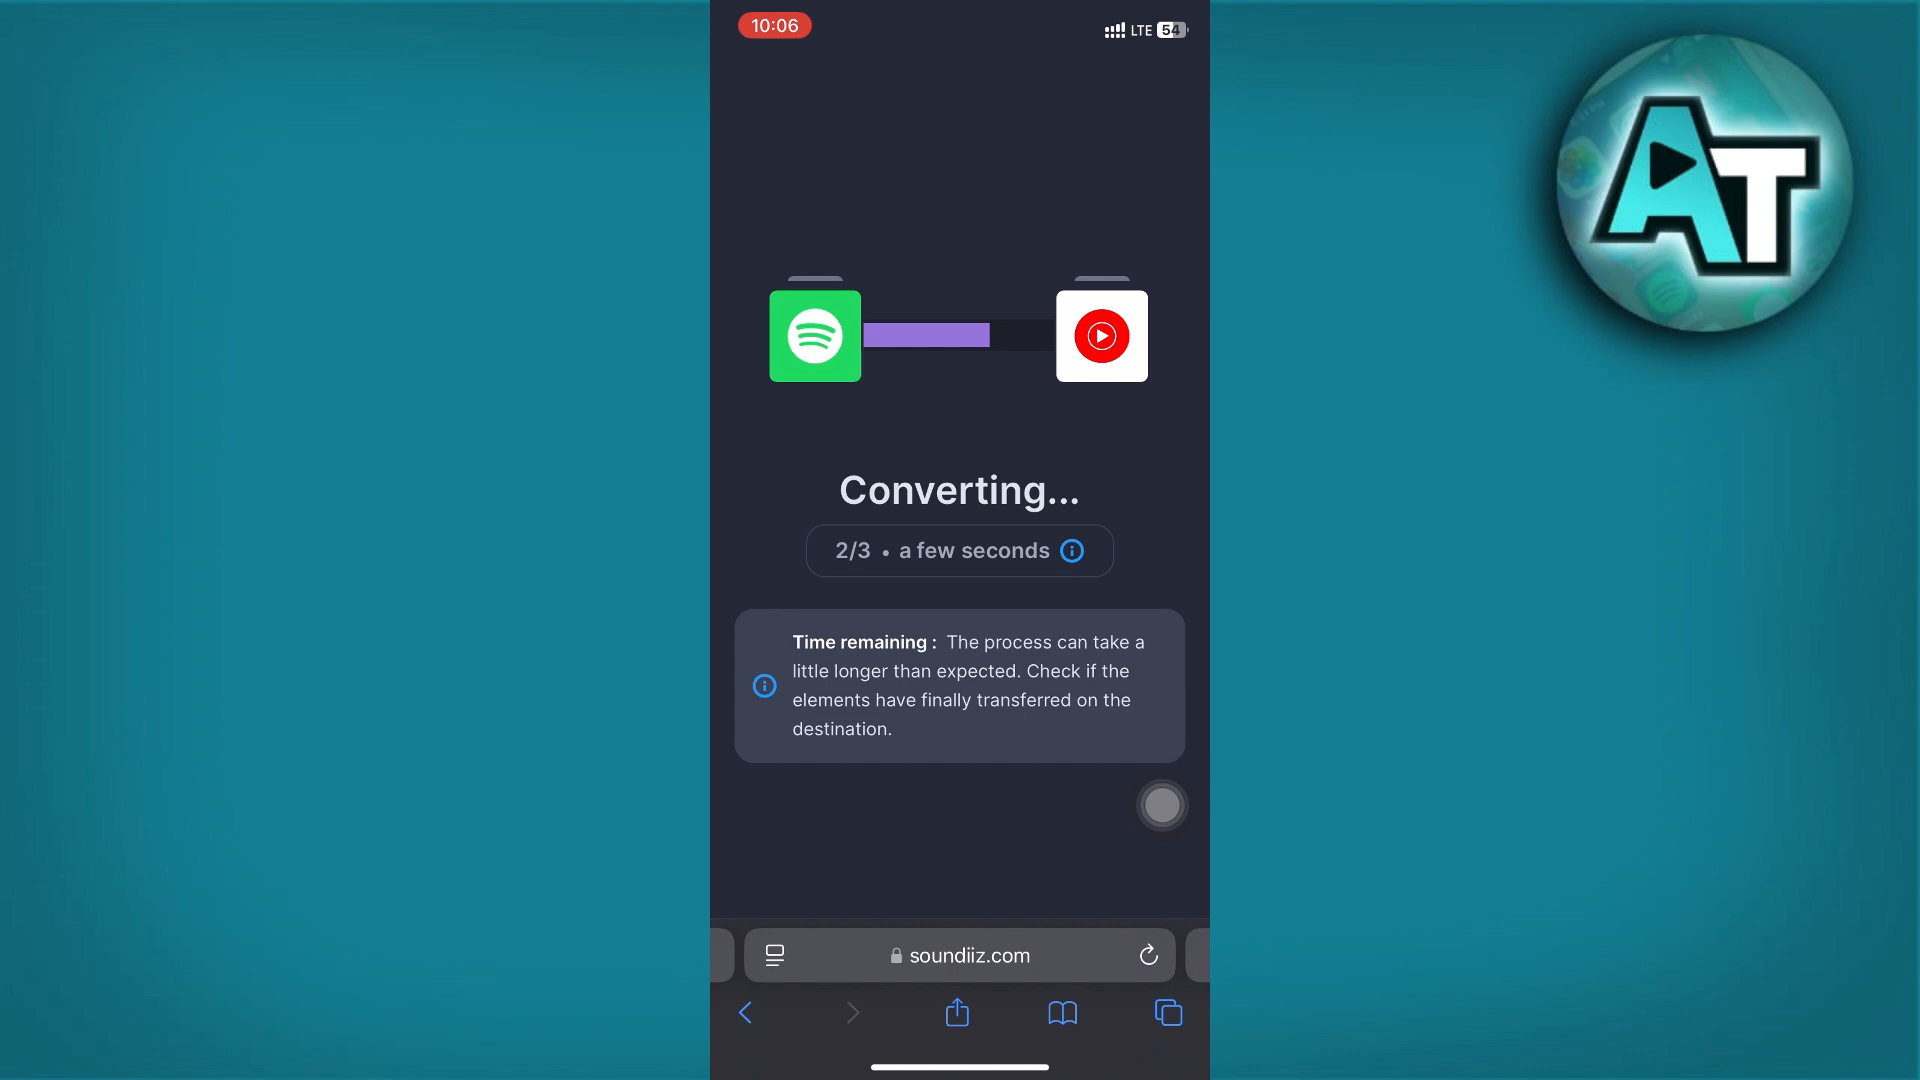 10:06
LTE 54
AT
Converting...
2/3 • a few seconds
Time remaining : The process can take a
little longer than expected. Check if the
elements have finally transferred on the
destination.
soundiiz.com